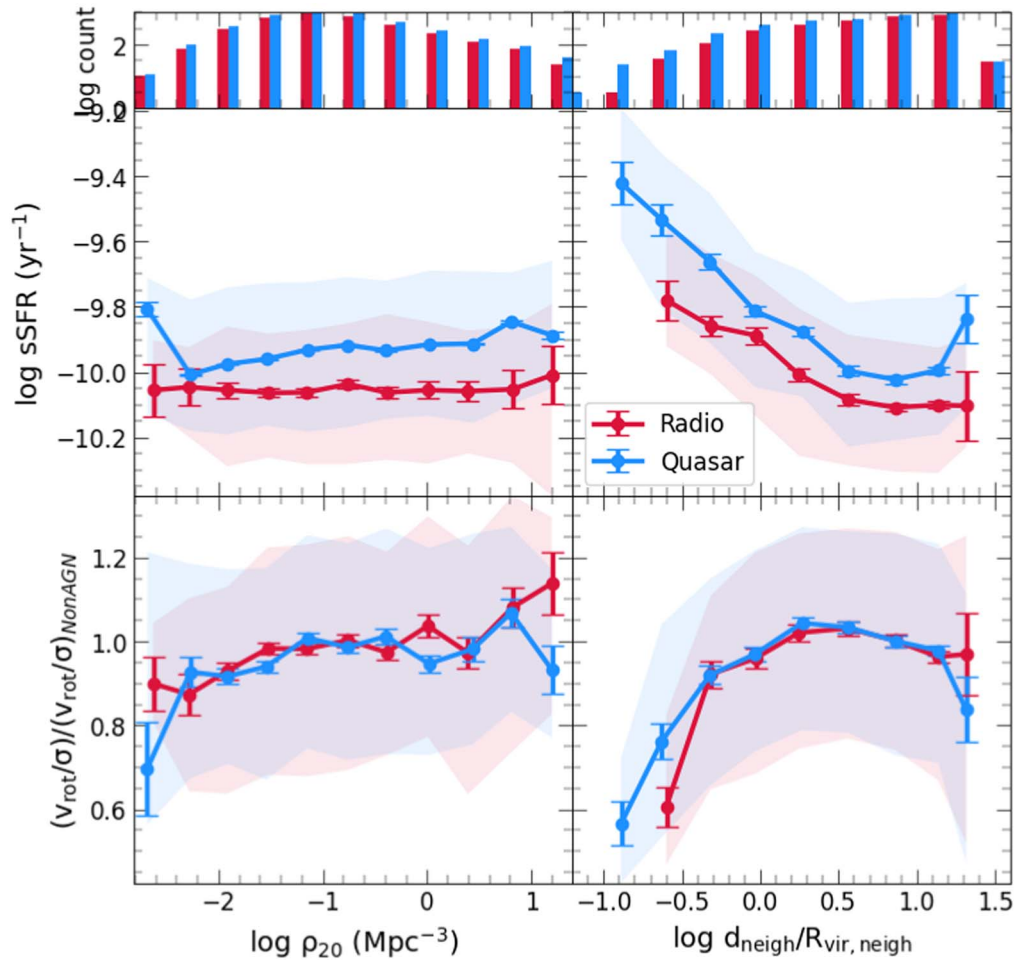 log count
2
0
log sSFR (yr⁻¹)
−9.2
−9.4
−9.6
−9.8
−10.0
−10.2
Radio
Quasar
(v_rot/σ)/(v_rot/σ)_NonAGN
1.2
1.0
0.8
0.6
−2 −1 0 1
−1.0 −0.5 0.0 0.5 1.0 1.5
log ρ₂₀ (Mpc⁻³)
log d_neigh/R_vir, neigh